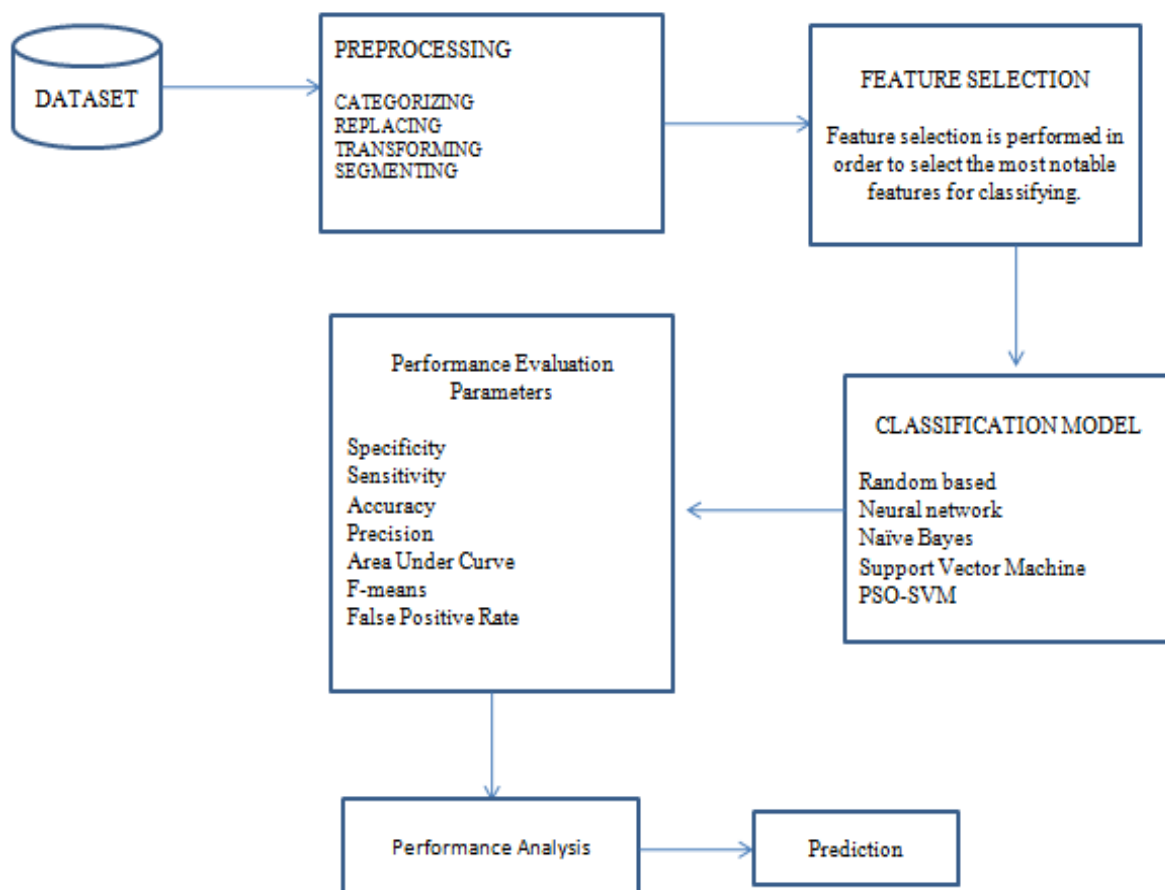 DATASET
PREPROCESSING
CATEGORIZING
REPLACING
TRANSFORMING
SEGMENTING
FEATURE SELECTION
Feature selection is performed in
order to select the most notable
features for classifying.
CLASSIFICATION MODEL
Random based
Neural network
Naïve Bayes
Support Vector Machine
PSO-SVM
Performance Evaluation
Parameters
Specificity
Sensitivity
Accuracy
Precision
Area Under Curve
F-means
False Positive Rate
Performance Analysis
Prediction